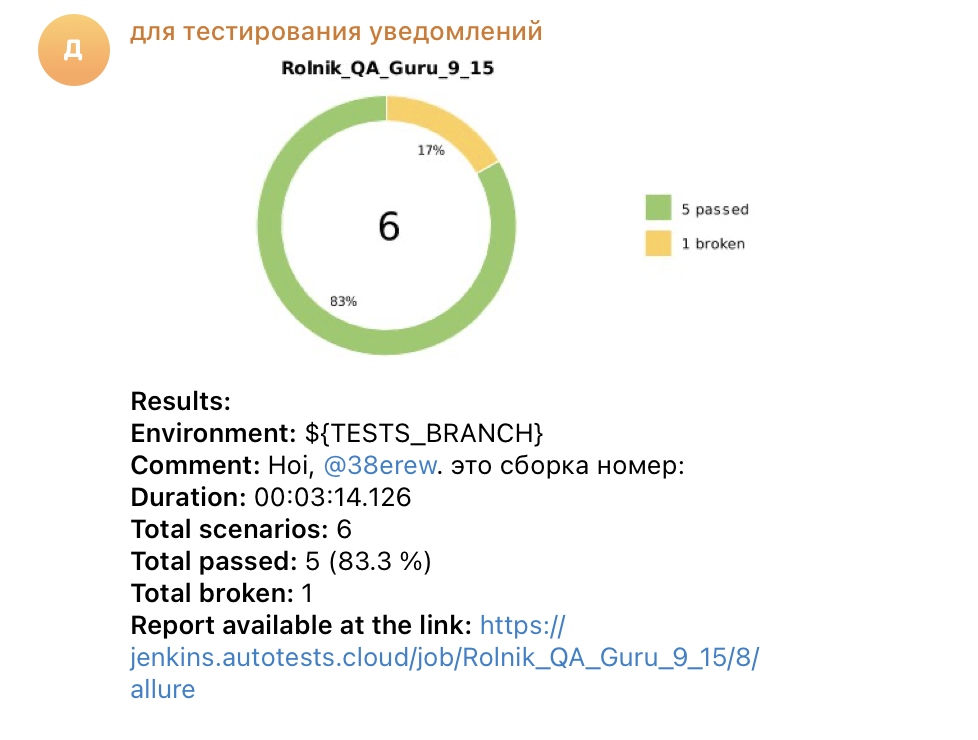 Д
для тестирования уведомлений
Rolnik_QA_Guru_9_15
17%
6
83%
5 passed
1 broken
Results:
Environment: ${TESTS_BRANCH}
Comment: Hoi, @38erew. это сборка номер:
Duration: 00:03:14.126
Total scenarios: 6
Total passed: 5 (83.3 %)
Total broken: 1
Report available at the link: https://
jenkins.autotests.cloud/job/Rolnik_QA_Guru_9_15/8/
allure